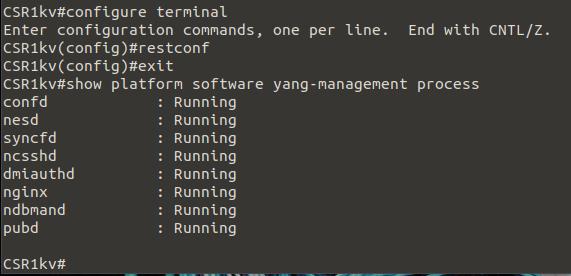 CSR1kv#configure terminal
Enter configuration commands, one per line.  End with CNTL/Z.
CSR1kv(config)#restconf
CSR1kv(config)#exit
CSR1kv#show platform software yang-management process
confd            : Running
nesd             : Running
syncfd           : Running
ncsshd           : Running
dmiauthd         : Running
nginx            : Running
ndbmand          : Running
pubd             : Running
CSR1kv#